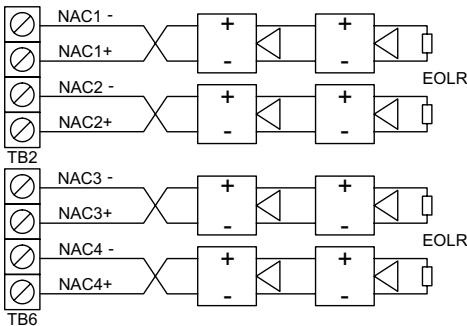 NAC1 -
+ +
NAC1+
- -
EOLR
NAC2 -
+ +
NAC2+
- -
TB2
NAC3 -
+ +
NAC3+
- -
EOLR
NAC4 -
+ +
NAC4+
- -
TB6